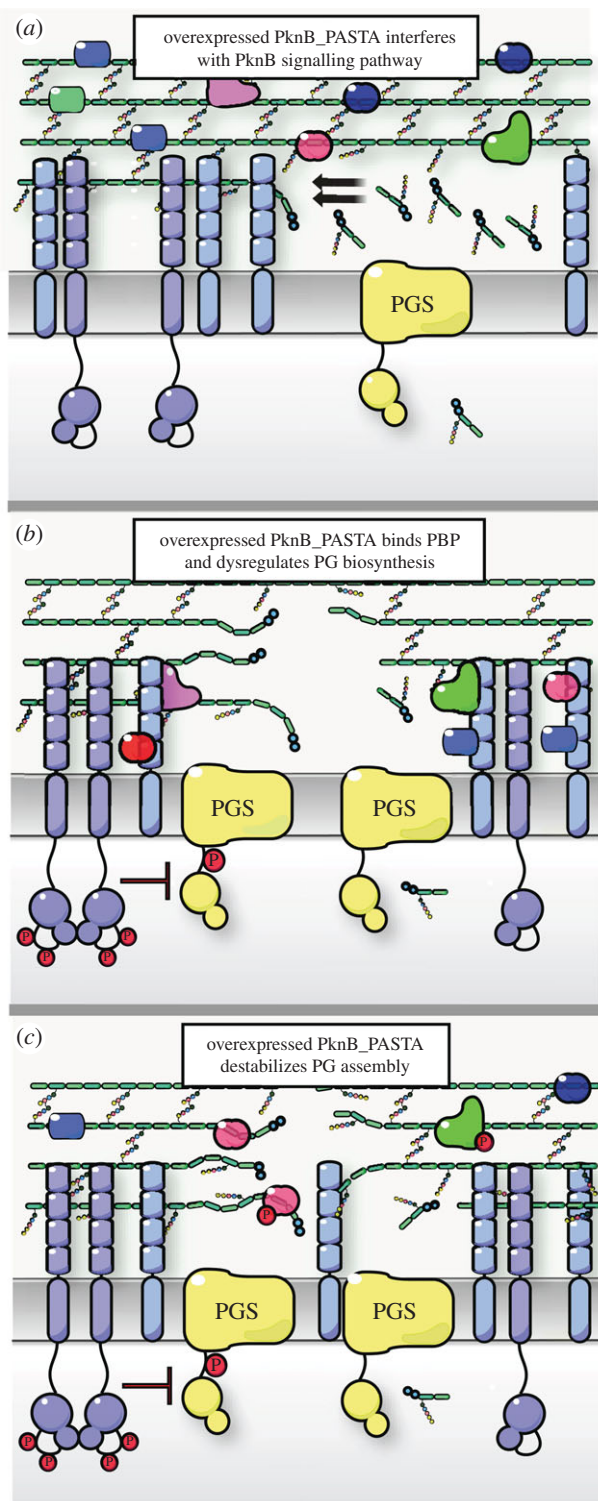 (a)
overexpressed PknB_PASTA interferes
with PknB signalling pathway
PGS
(b)
overexpressed PknB_PASTA binds PBP
and dysregulates PG biosynthesis
PGS
PGS
P
P
P
P
P
(c)
overexpressed PknB_PASTA
destabilizes PG assembly
P
P
PGS
PGS
P
P
P
P
P